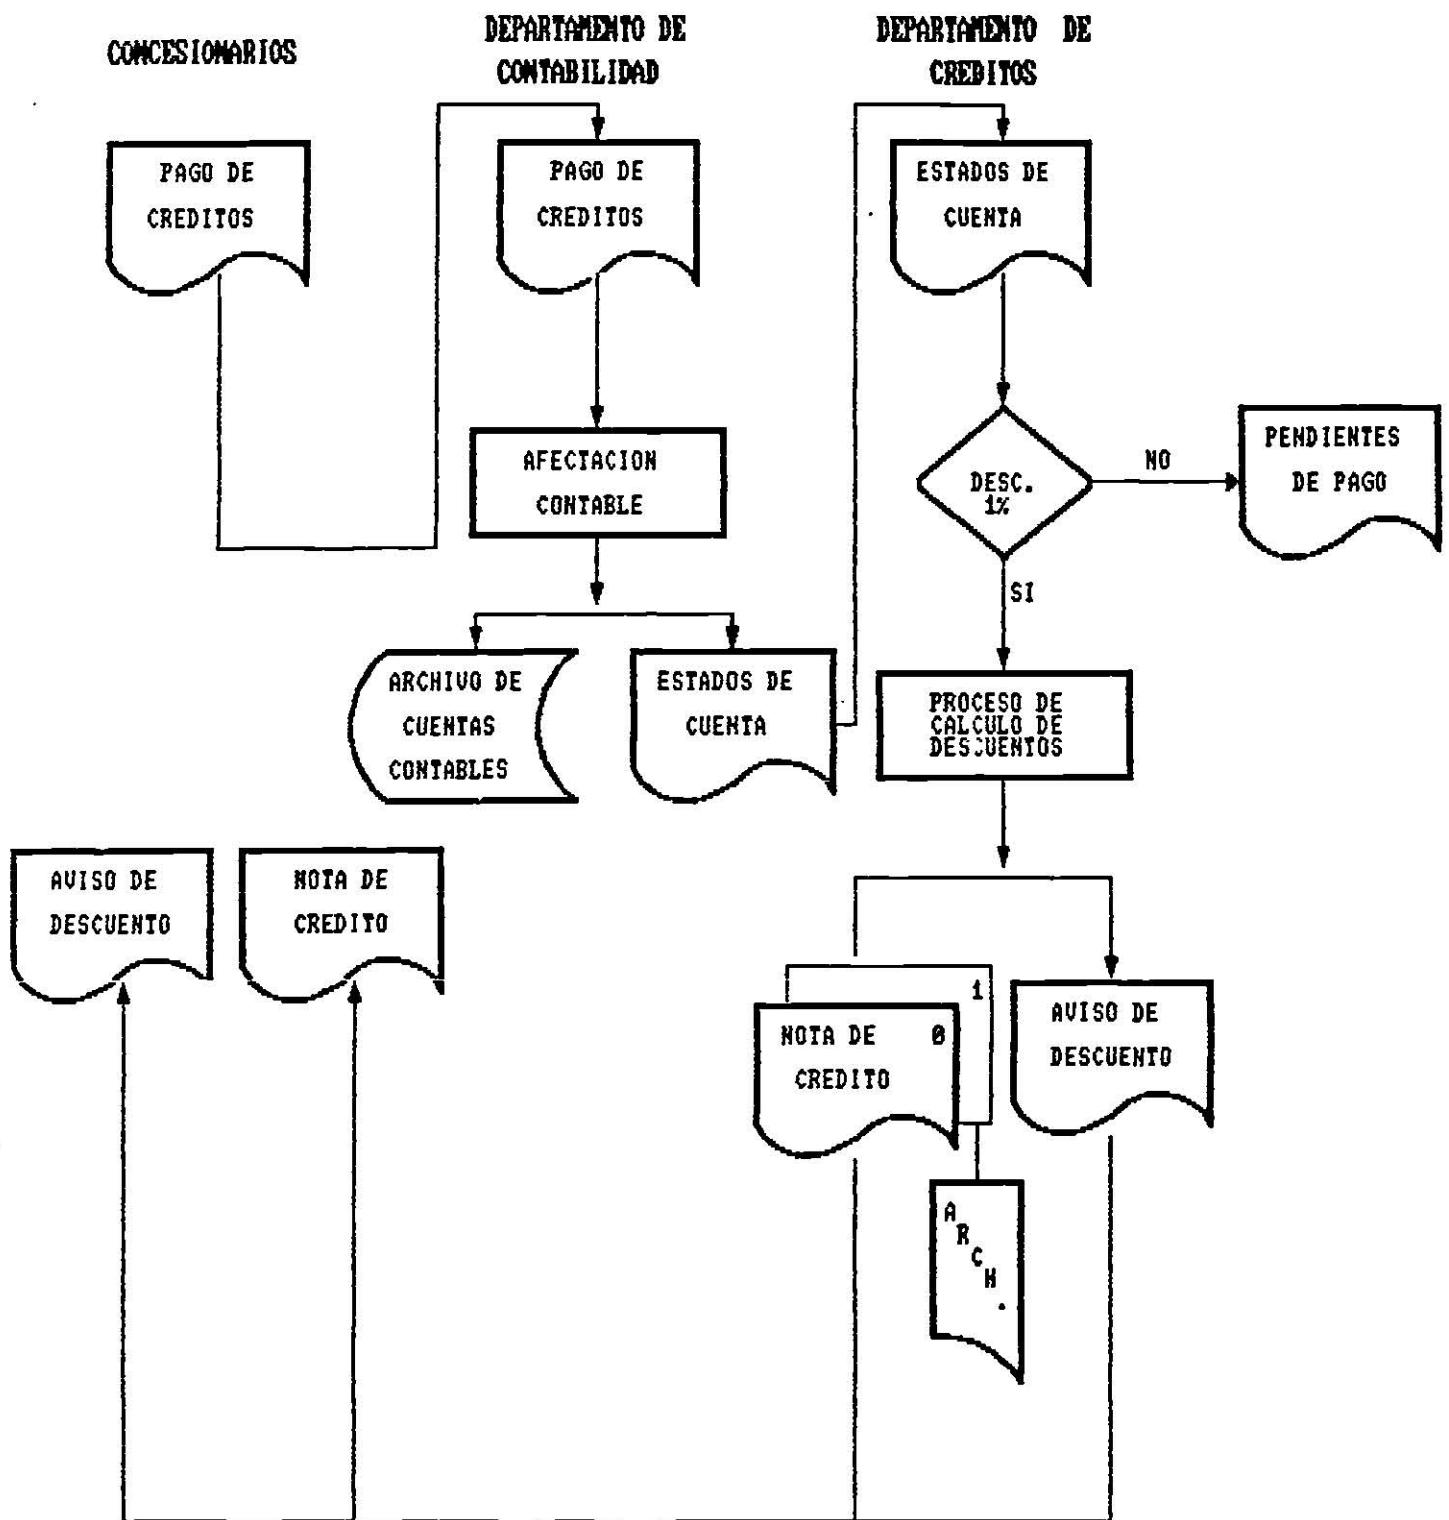 CONCESIONARIOS
DEPARTAMENTO DE
CONTABILIDAD
DEPARTAMENTO DE
CREDITOS
PAGO DE
CREDITOS
PAGO DE
CREDITOS
ESTADOS DE
CUENTA
AFECTACION
CONTABLE
DESC.
1%
NO
PENDIENTES
DE PAGO
SI
ARCHIVO DE
CUENTAS
CONTABLES
ESTADOS DE
CUENTA
PROCESO DE
CALCULO DE
DESCUENTOS
AVISO DE
DESCUENTO
NOTA DE
CREDITO
1
NOTA DE 0
CREDITO
AVISO DE
DESCUENTO
ARCH.